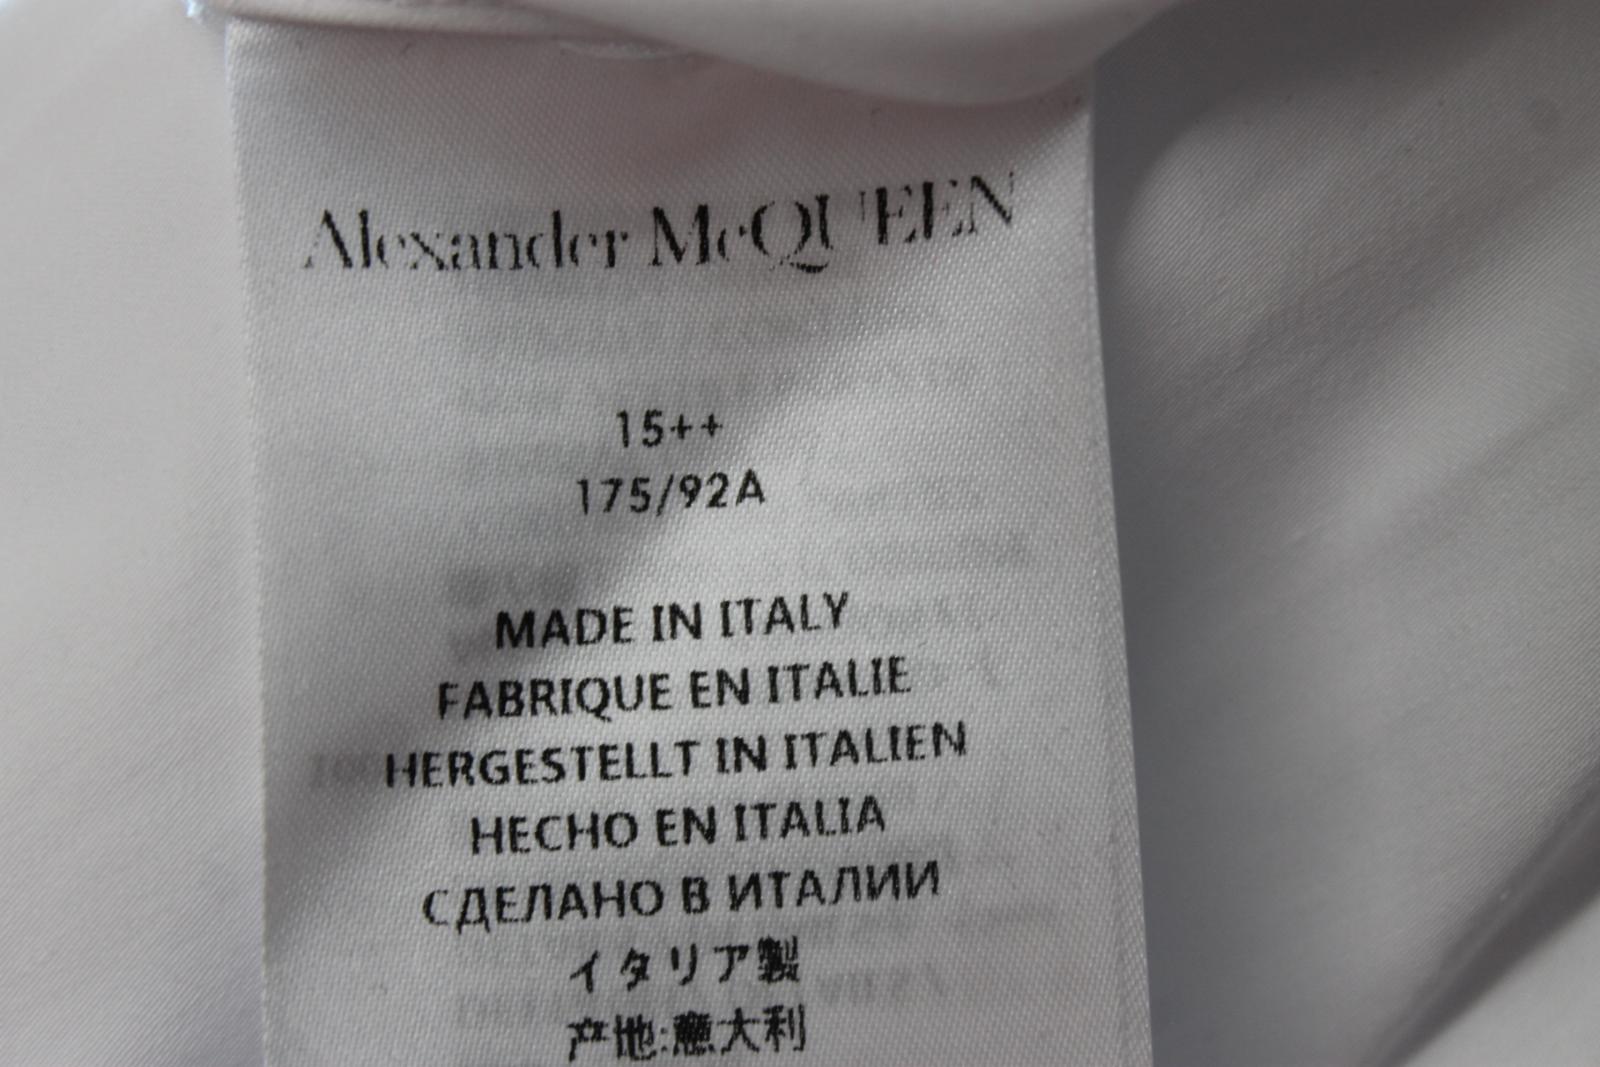 Alexander McQUEEN
15++
175/92A
MADE IN ITALY
FABRIQUE EN ITALIE
HERGESTELLT IN ITALIEN
HECHO EN ITALIA
СДЕЛАНО В ИТАЛИИ
イタリア製
产地:意大利